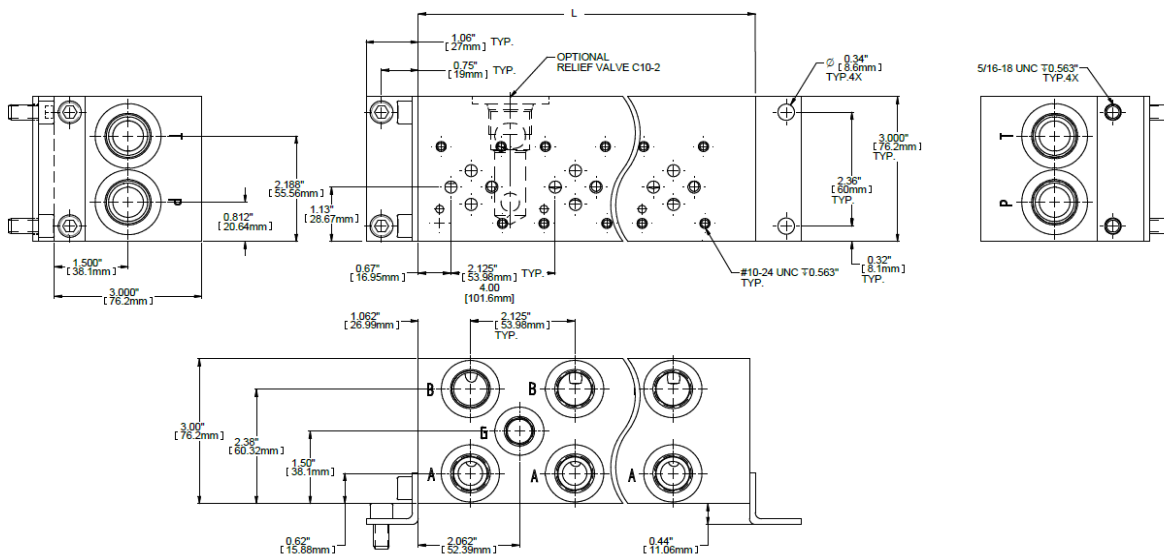 L
1.06"
[27mm] TYP.
0.75"
[19mm] TYP.
OPTIONAL
RELIEF VALVE C10-2
Ø 0.34"
[8.6mm]
TYP.4X
5/16-18 UNC ↧0.563"
TYP.4X
T
P
2.188"
[55.56mm]
0.812"
[20.64mm]
1.500"
[38.1mm]
3.000"
[76.2mm]
1.13"
[28.67mm]
0.67"
[16.95mm]
2.125"
[53.98mm] TYP.
4.00
[101.6mm]
#10-24 UNC ↧0.563"
TYP.
3.000"
[76.2mm]
TYP.
2.36"
[60mm]
TYP.
0.32"
[8.1mm]
TYP.
T
P
1.062"
[26.99mm]
2.125"
[53.98mm]
TYP.
B
B
G
A
A
A
3.00"
[76.2mm]
2.38"
[60.32mm]
1.50"
[38.1mm]
0.62"
[15.88mm]
2.062"
[52.39mm]
0.44"
[11.06mm]